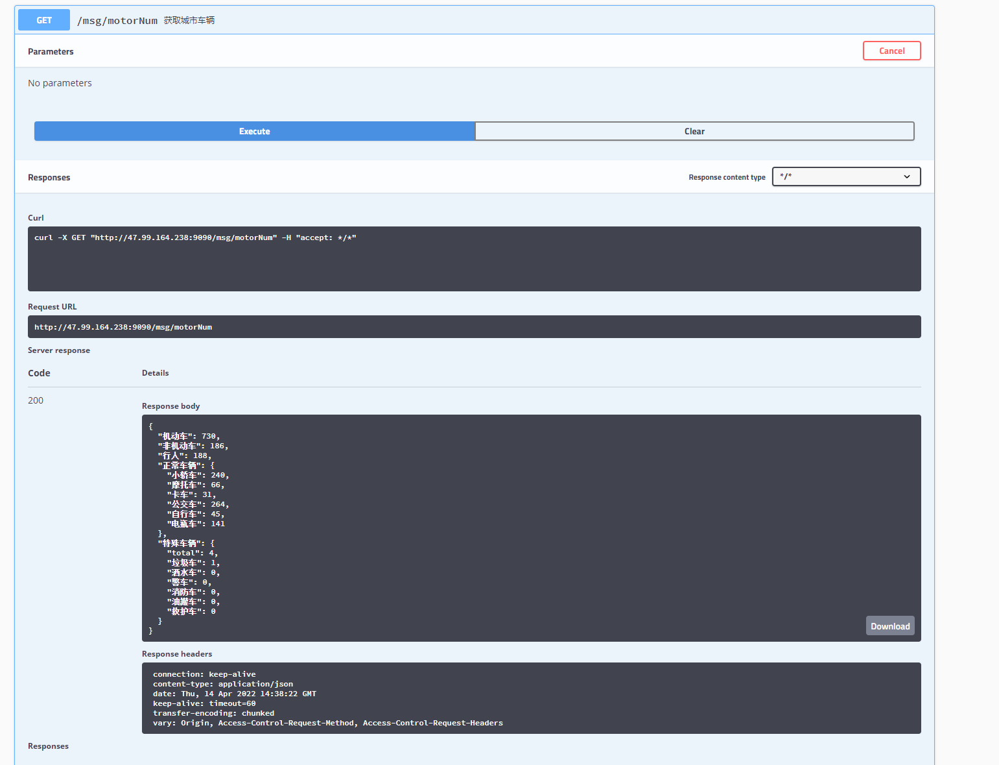 GET /msg/motorNum 获取城市车辆
Parameters
Cancel
No parameters
Execute
Clear
Responses
Response content type
*/*
Curl
curl -X GET "http://47.99.164.238:9090/msg/motorNum" -H "accept: */*"
Request URL
http://47.99.164.238:9090/msg/motorNum
Server response
Code
Details
200
Response body
{
  "机动车": 730,
  "非机动车": 186,
  "行人": 188,
  "正常车辆": {
    "小轿车": 240,
    "摩托车": 66,
    "卡车": 31,
    "公交车": 264,
    "自行车": 45,
    "电瓶车": 141
  },
  "特殊车辆": {
    "total": 4,
    "垃圾车": 1,
    "洒水车": 0,
    "警车": 0,
    "消防车": 0,
    "油罐车": 0,
    "救护车": 0
  }
}
Download
Response headers
connection: keep-alive
content-type: application/json
date: Thu, 14 Apr 2022 14:38:22 GMT
keep-alive: timeout=60
transfer-encoding: chunked
vary: Origin, Access-Control-Request-Method, Access-Control-Request-Headers
Responses